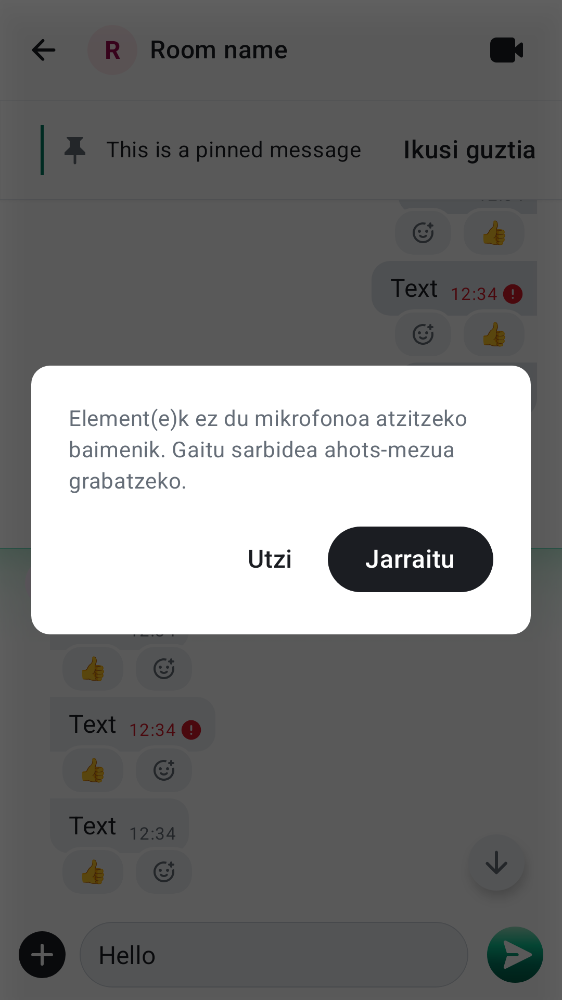 R Room name
This is a pinned message Ikusi guztia
👍
Text 12:34
👍
Element(e)k ez du mikrofonoa atzitzeko
baimenik. Gaitu sarbidea ahots-mezua
grabatzeko.
Utzi Jarraitu
👍
Text 12:34
👍
Text 12:34
👍
Hello